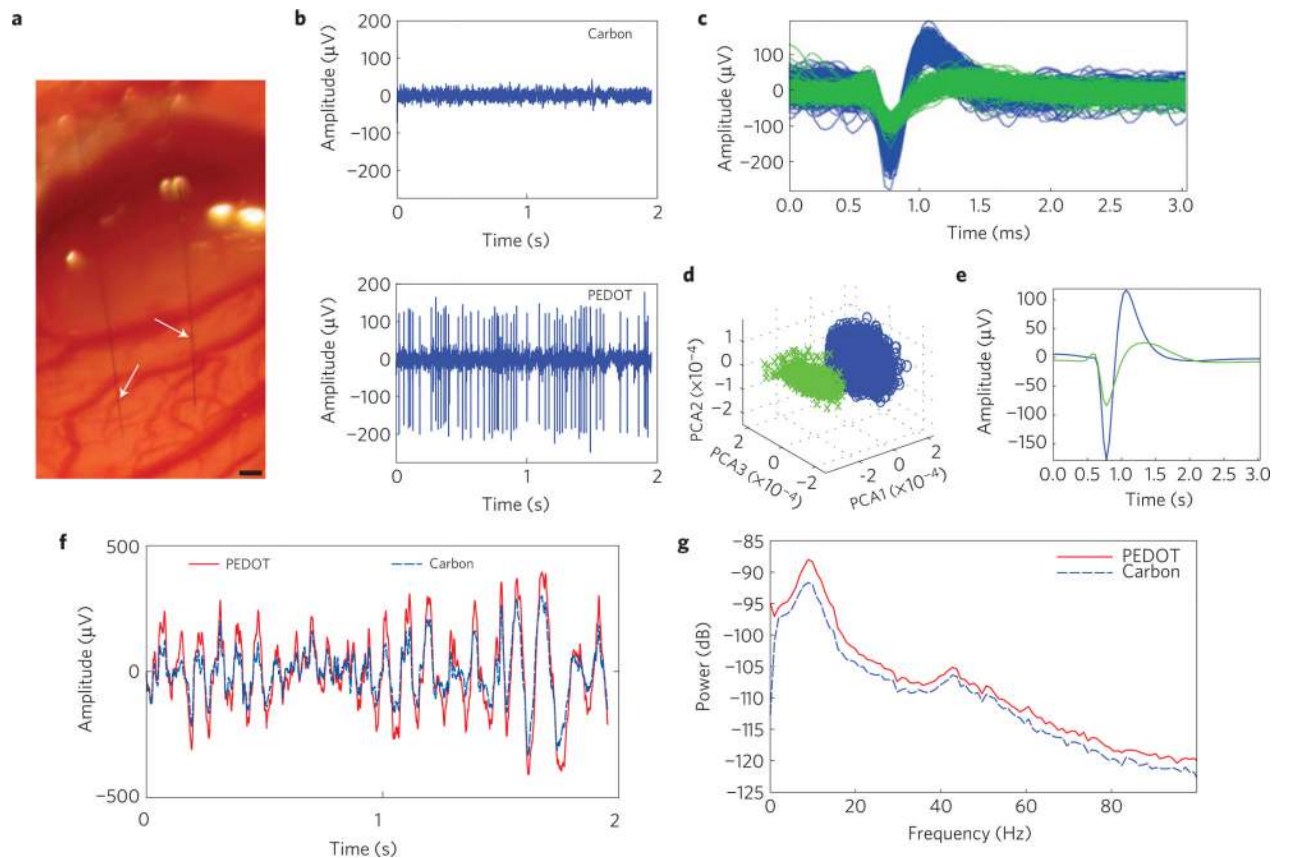 a
b
200
100
0
−100
−200
Amplitude (µV)
Carbon
0
1
2
Time (s)
200
100
0
−100
−200
Amplitude (µV)
PEDOT
0
1
2
Time (s)
c
100
0
−100
−200
Amplitude (µV)
0.0
0.5
1.0
1.5
2.0
2.5
3.0
Time (ms)
d
1
0
−1
−2
PCA2 (×10⁻⁴)
2
0
−2
PCA3 (×10⁻⁴)
−2
0
2
PCA1 (×10⁻⁴)
e
100
50
0
−50
−100
−150
Amplitude (µV)
0.0
0.5
1.0
1.5
2.0
2.5
3.0
Time (s)
f
500
0
−500
Amplitude (µV)
PEDOT
Carbon
0
1
2
Time (s)
g
−85
−90
−95
−100
−105
−110
−115
−120
−125
Power (dB)
PEDOT
Carbon
0
20
40
60
80
Frequency (Hz)